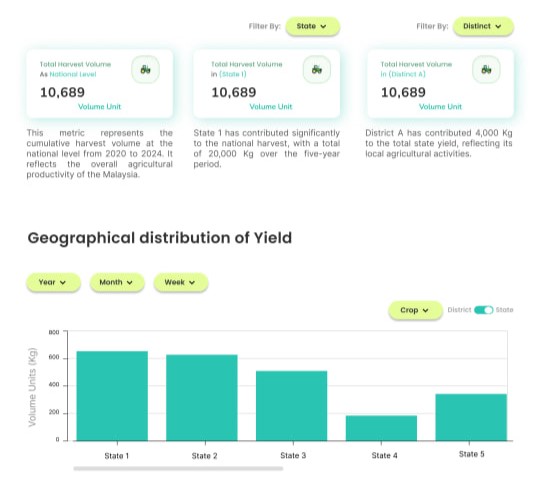 Filter By:
State
Filter By:
Distinct
Total Harvest Volume
As National Level
10,689
Volume Unit
Total Harvest Volume
in (State 1)
10,689
Volume Unit
Total Harvest Volume
in (Distinct A)
10,689
Volume Unit
This metric represents the
cumulative harvest volume at the
national level from 2020 to 2024. It
reflects the overall agricultural
productivity of the Malaysia.
State 1 has contributed significantly
to the national harvest, with a total
of 20,000 Kg over the five-year
period.
District A has contributed 4,000 Kg
to the total state yield, reflecting its
local agricultural activities.
Geographical distribution of Yield
Year
Month
Week
Crop
District
State
Volume Units (Kg)
800
600
400
200
0
State 1
State 2
State 3
State 4
State 5